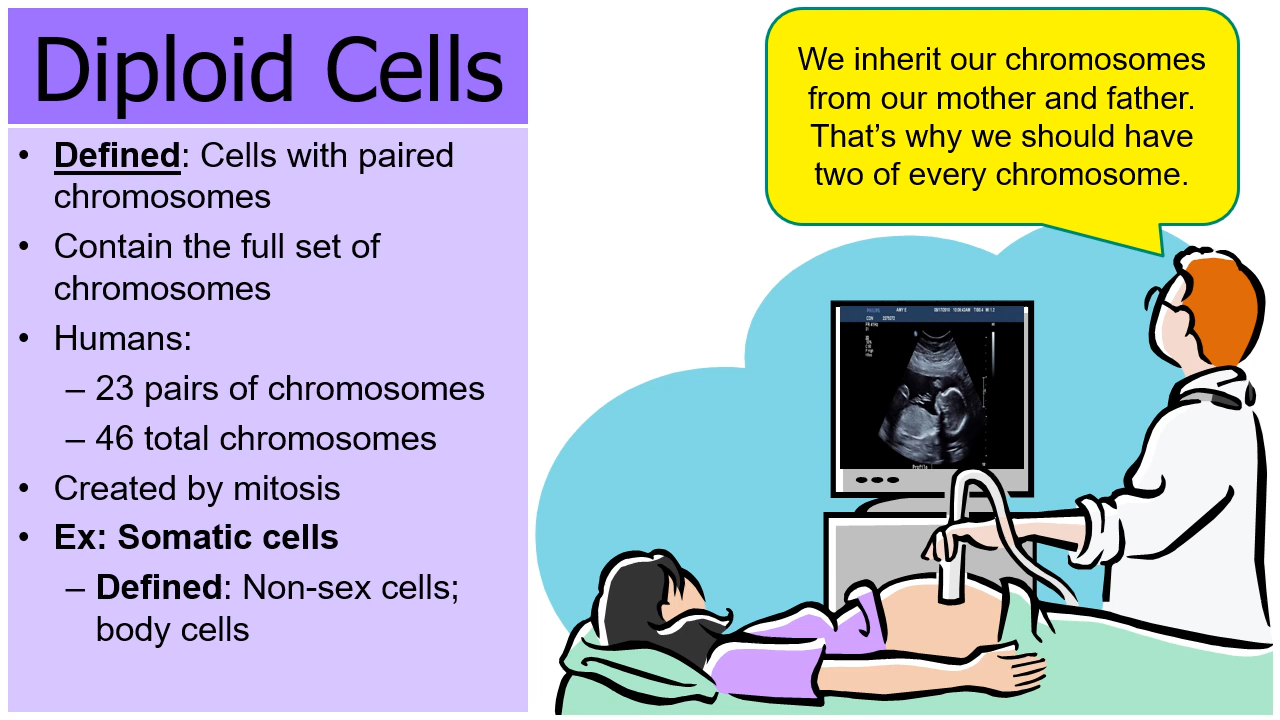 Diploid Cells
• Defined: Cells with paired
chromosomes
• Contain the full set of
chromosomes
• Humans:
– 23 pairs of chromosomes
– 46 total chromosomes
• Created by mitosis
• Ex: Somatic cells
– Defined: Non-sex cells;
body cells
We inherit our chromosomes
from our mother and father.
That’s why we should have
two of every chromosome.
PHILIPS
Profile